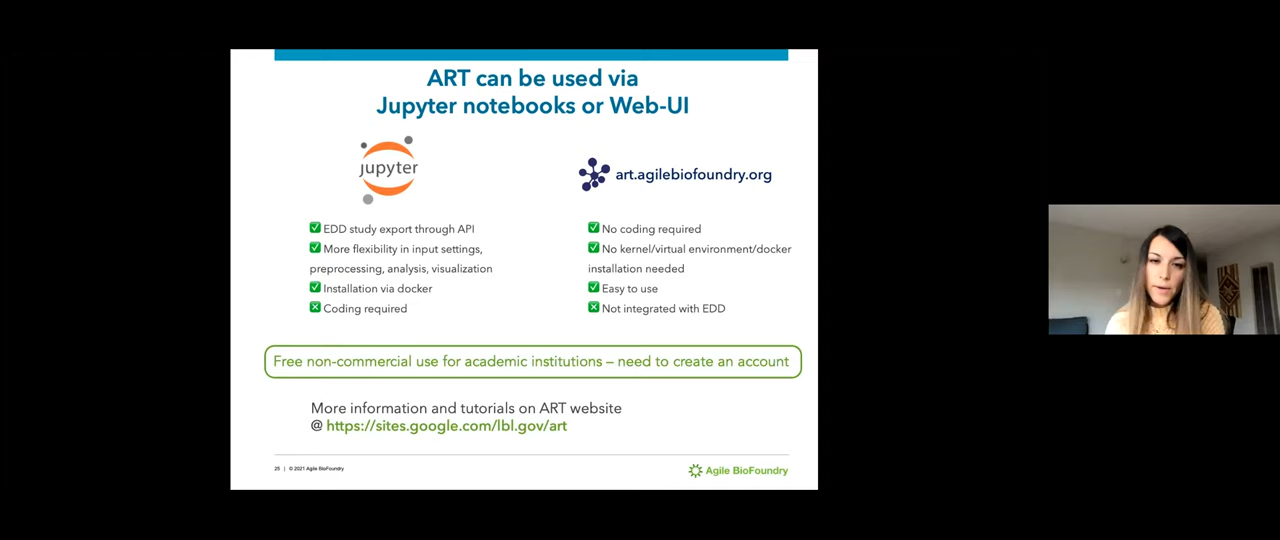 ART can be used via
Jupyter notebooks or Web-UI
jupyter
art.agilebiofoundry.org
EDD study export through API
More flexibility in input settings,
preprocessing, analysis, visualization
Installation via docker
Coding required
No coding required
No kernel/virtual environment/docker
installation needed
Easy to use
Not integrated with EDD
Free non-commercial use for academic institutions – need to create an account
More information and tutorials on ART website
@ https://sites.google.com/lbl.gov/art
25 | © 2021 Agile BioFoundry
Agile BioFoundry